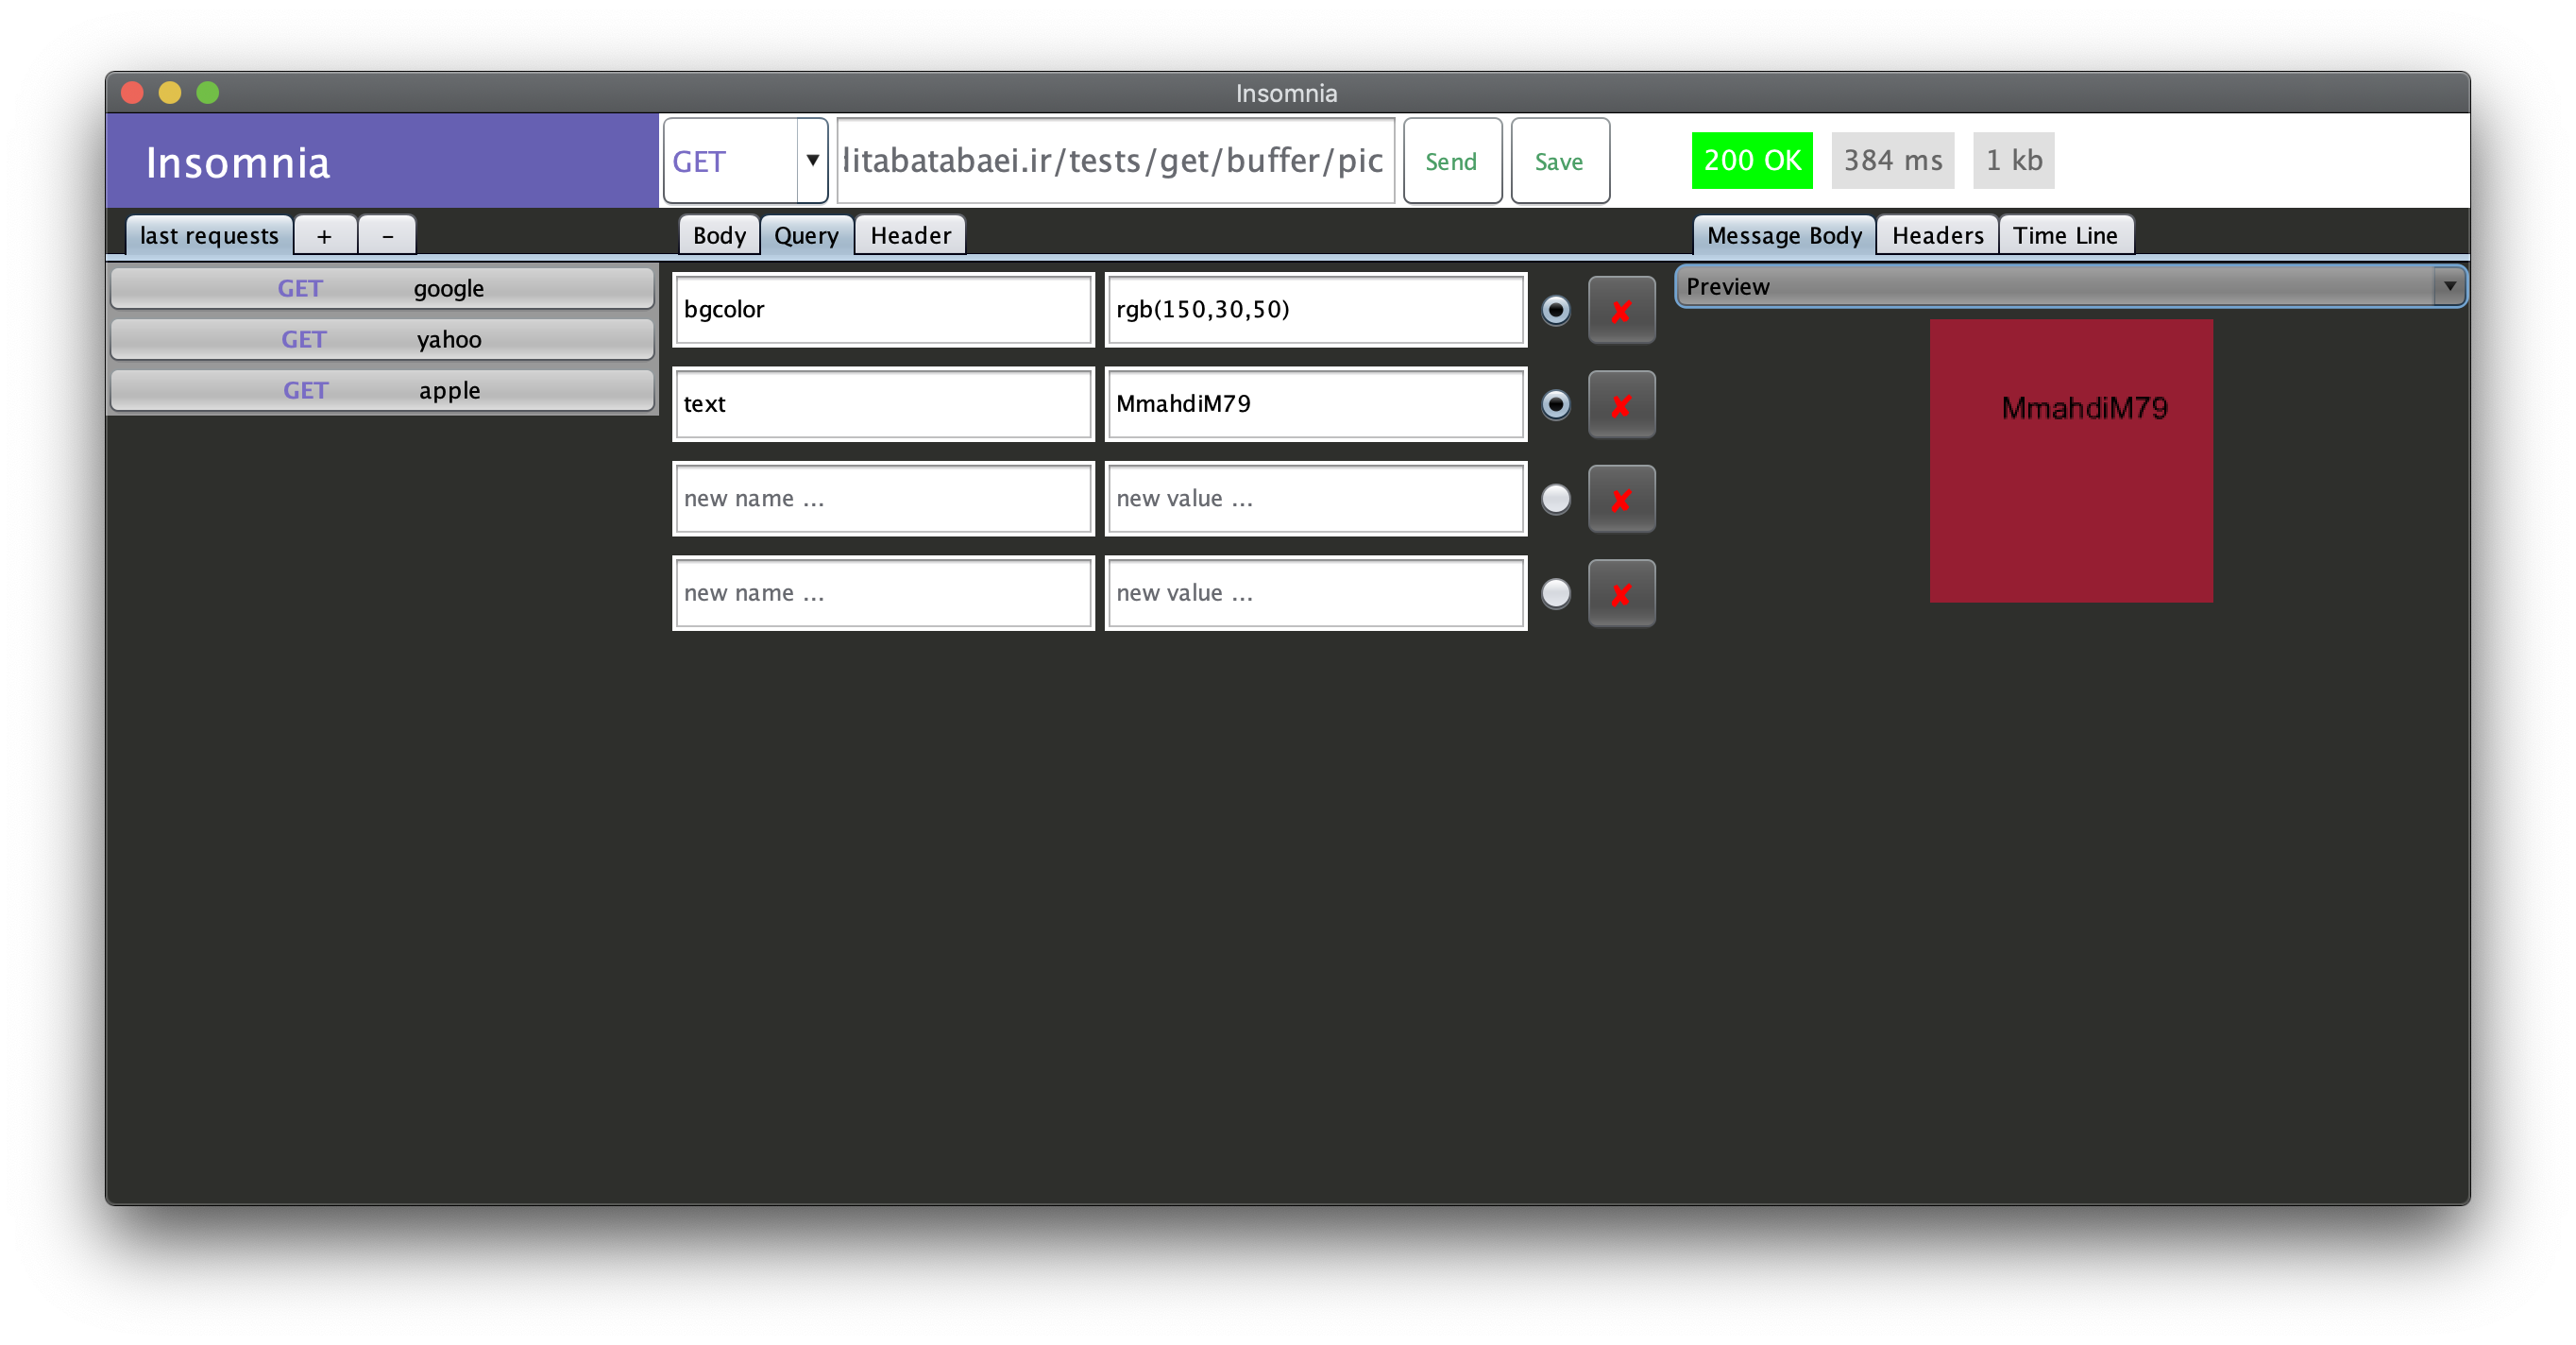 Insomnia
Insomnia
GET litabatabaei.ir/tests/get/buffer/pic Send Save 200 OK 384 ms 1 kb
last requests + - Body Query Header Message Body Headers Time Line
GET google
GET yahoo
GET apple
bgcolor rgb(150,30,50) ✘
text MmahdiM79 ✘
new name ... new value ... ✘
new name ... new value ... ✘
Preview
MmahdiM79